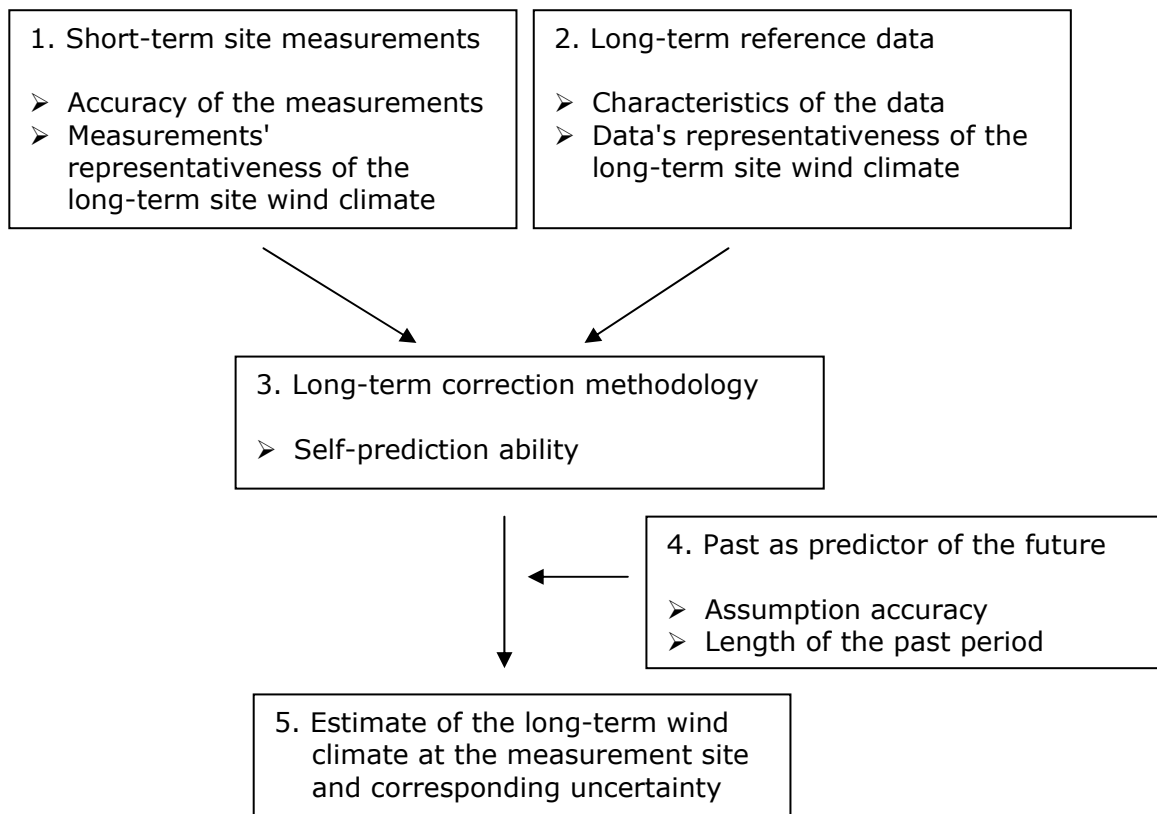 1. Short-term site measurements
➢ Accuracy of the measurements
➢ Measurements'
representativeness of the
long-term site wind climate
2. Long-term reference data
➢ Characteristics of the data
➢ Data's representativeness of the
long-term site wind climate
3. Long-term correction methodology
➢ Self-prediction ability
4. Past as predictor of the future
➢ Assumption accuracy
➢ Length of the past period
5. Estimate of the long-term wind
climate at the measurement site
and corresponding uncertainty